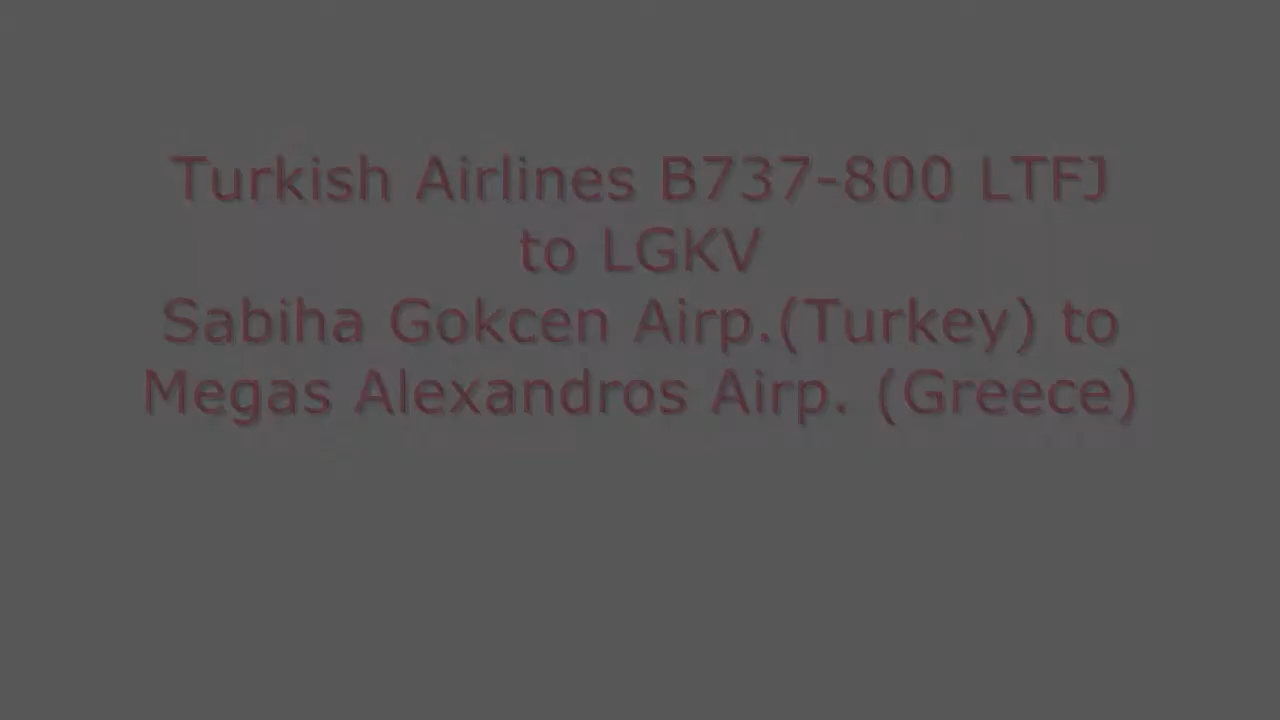 Turkish Airlines B737-800 LTFJ
to LGKV
Sabiha Gokcen Airp.(Turkey) to
Megas Alexandros Airp. (Greece)